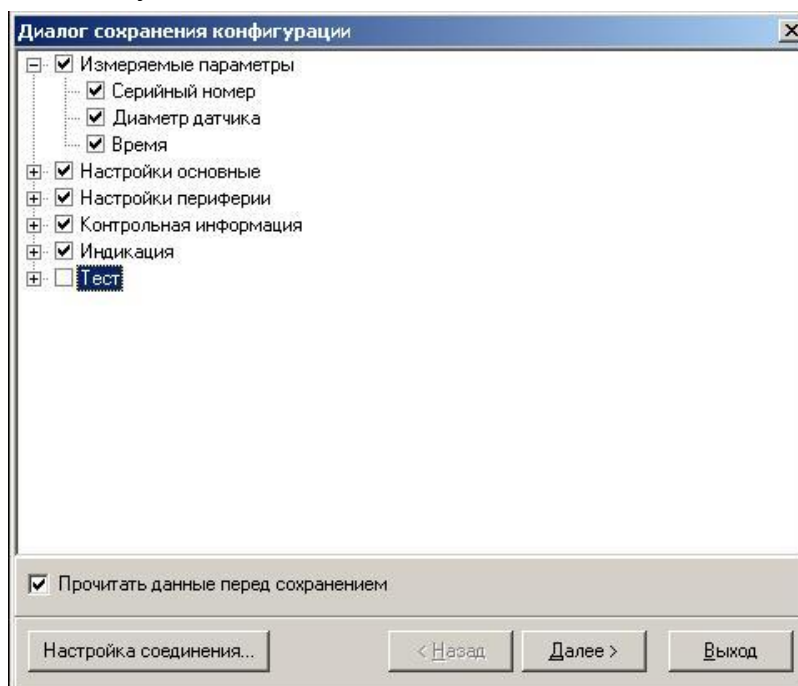 Диалог сохранения конфигурации
Измеряемые параметры
Серийный номер
Диаметр датчика
Время
Настройки основные
Настройки периферии
Контрольная информация
Индикация
Тест
Прочитать данные перед сохранением
Настройка соединения... < Назад Далее > Выход